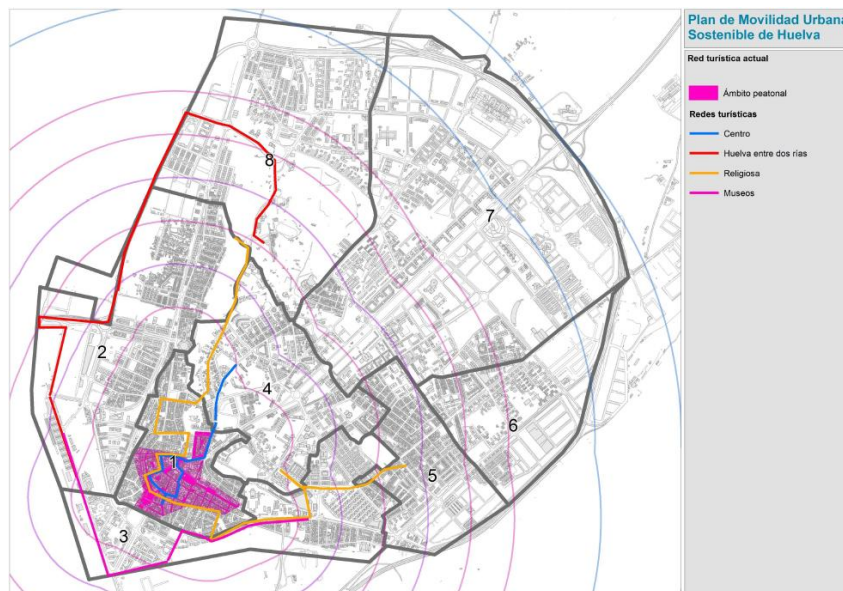 Plan de Movilidad Urbana
Sostenible de Huelva
Red turística actual
Ámbito peatonal
Redes turísticas
Centro
Huelva entre dos rías
Religiosa
Museos
8
7
2
4
6
1
5
3